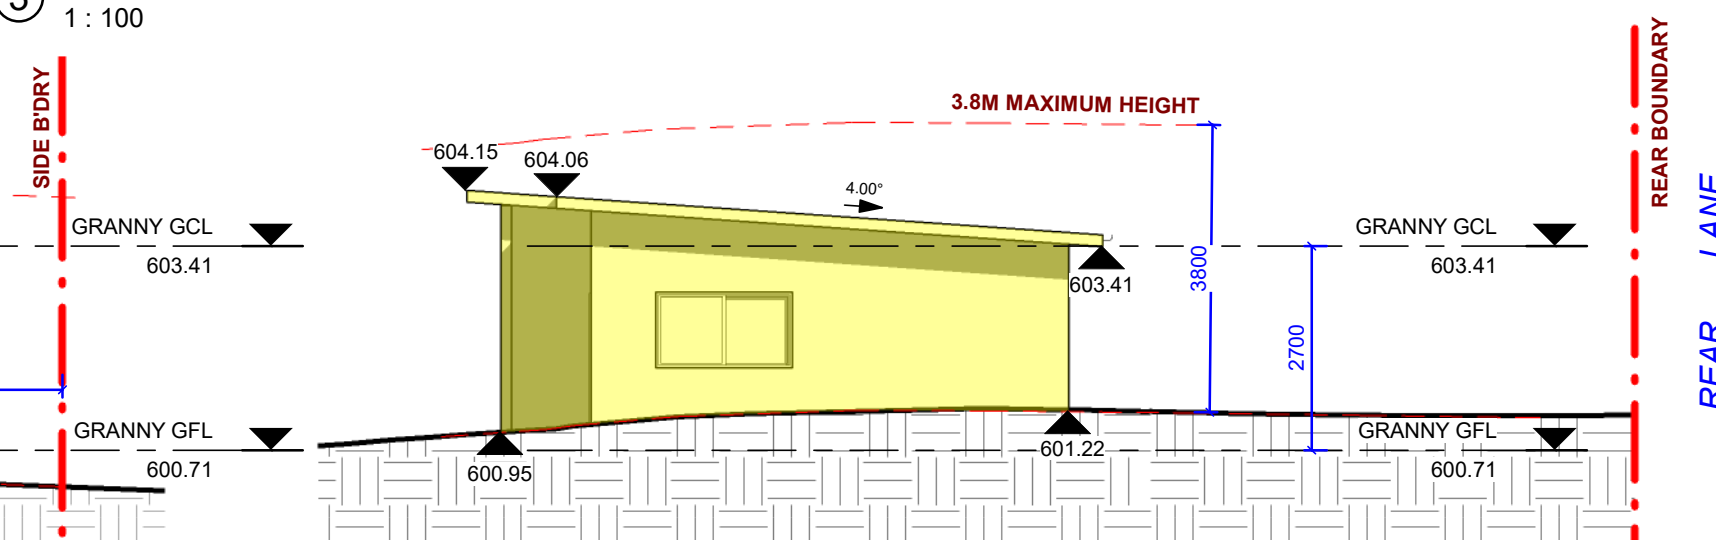 1 : 100
SIDE B'DRY
REAR BOUNDARY
3.8M MAXIMUM HEIGHT
604.15
604.06
4.00°
GRANNY GCL
603.41
GRANNY GCL
603.41
603.41
3800
2700
REAR LANE
GRANNY GFL
600.71
600.95
601.22
GRANNY GFL
600.71